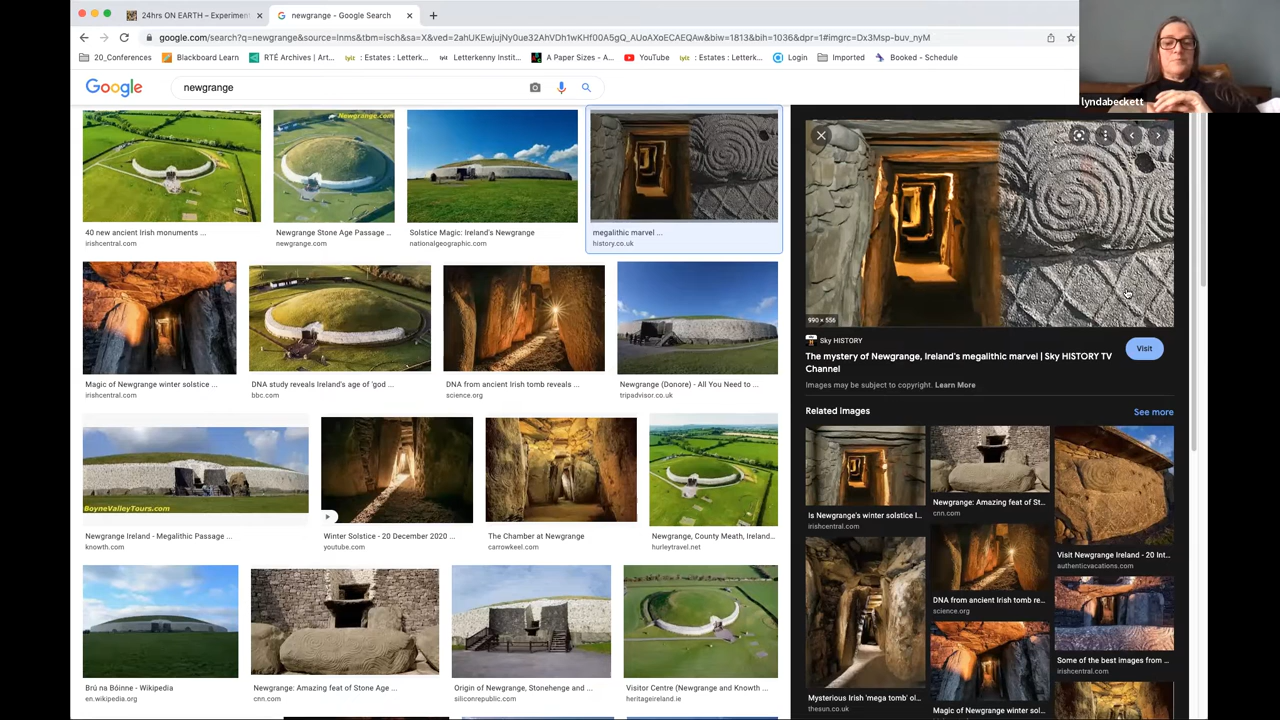 24hrs ON EARTH – Experiment
newgrange - Google Search
google.com/search?q=newgrange&source=lnms&tbm=isch&sa=X&ved=2ahUKEwjujNy0ue32AhVDh1wKHf00A5gQ_AUoAXoECAEQAw&biw=1813&bih=1036&dpr=1#imgrc=Dx3Msp-buv_nyM
20_Conferences
Blackboard Learn
RTÉ Archives | Art...
: Estates : Letterk...
Letterkenny Instit...
A Paper Sizes - A...
YouTube
: Estates : Letterk...
Login
Imported
Booked - Schedule
lyndabeckett
Google
newgrange
Newgrange.com
40 new ancient Irish monuments ...
irishcentral.com
Newgrange Stone Age Passage ...
newgrange.com
Solstice Magic: Ireland's Newgrange
nationalgeographic.com
megalithic marvel ...
history.co.uk
Magic of Newgrange winter solstice ...
irishcentral.com
DNA study reveals Ireland's age of 'god ...
bbc.com
DNA from ancient Irish tomb reveals ...
science.org
Newgrange (Donore) - All You Need to ...
tripadvisor.co.uk
BoyneValleyTours.com
Newgrange Ireland - Megalithic Passage ...
knowth.com
Winter Solstice - 20 December 2020 ...
youtube.com
The Chamber at Newgrange
carrowkeel.com
Newgrange, County Meath, Ireland...
hurleytravel.net
Brú na Bóinne - Wikipedia
en.wikipedia.org
Newgrange: Amazing feat of Stone Age ...
cnn.com
Origin of Newgrange, Stonehenge and ...
siliconrepublic.com
Visitor Centre (Newgrange and Knowth ...
heritageireland.ie
990 × 556
Sky HISTORY
The mystery of Newgrange, Ireland's megalithic marvel | Sky HISTORY TV
Channel
Visit
Images may be subject to copyright. Learn More
Related images
See more
Is Newgrange's winter solstice l...
irishcentral.com
Newgrange: Amazing feat of St...
cnn.com
Visit Newgrange Ireland - 20 Int...
authenticvacations.com
DNA from ancient Irish tomb re...
science.org
Some of the best images from ...
irishcentral.com
Mysterious Irish 'mega tomb' ol...
thesun.co.uk
Magic of Newgrange winter sol...